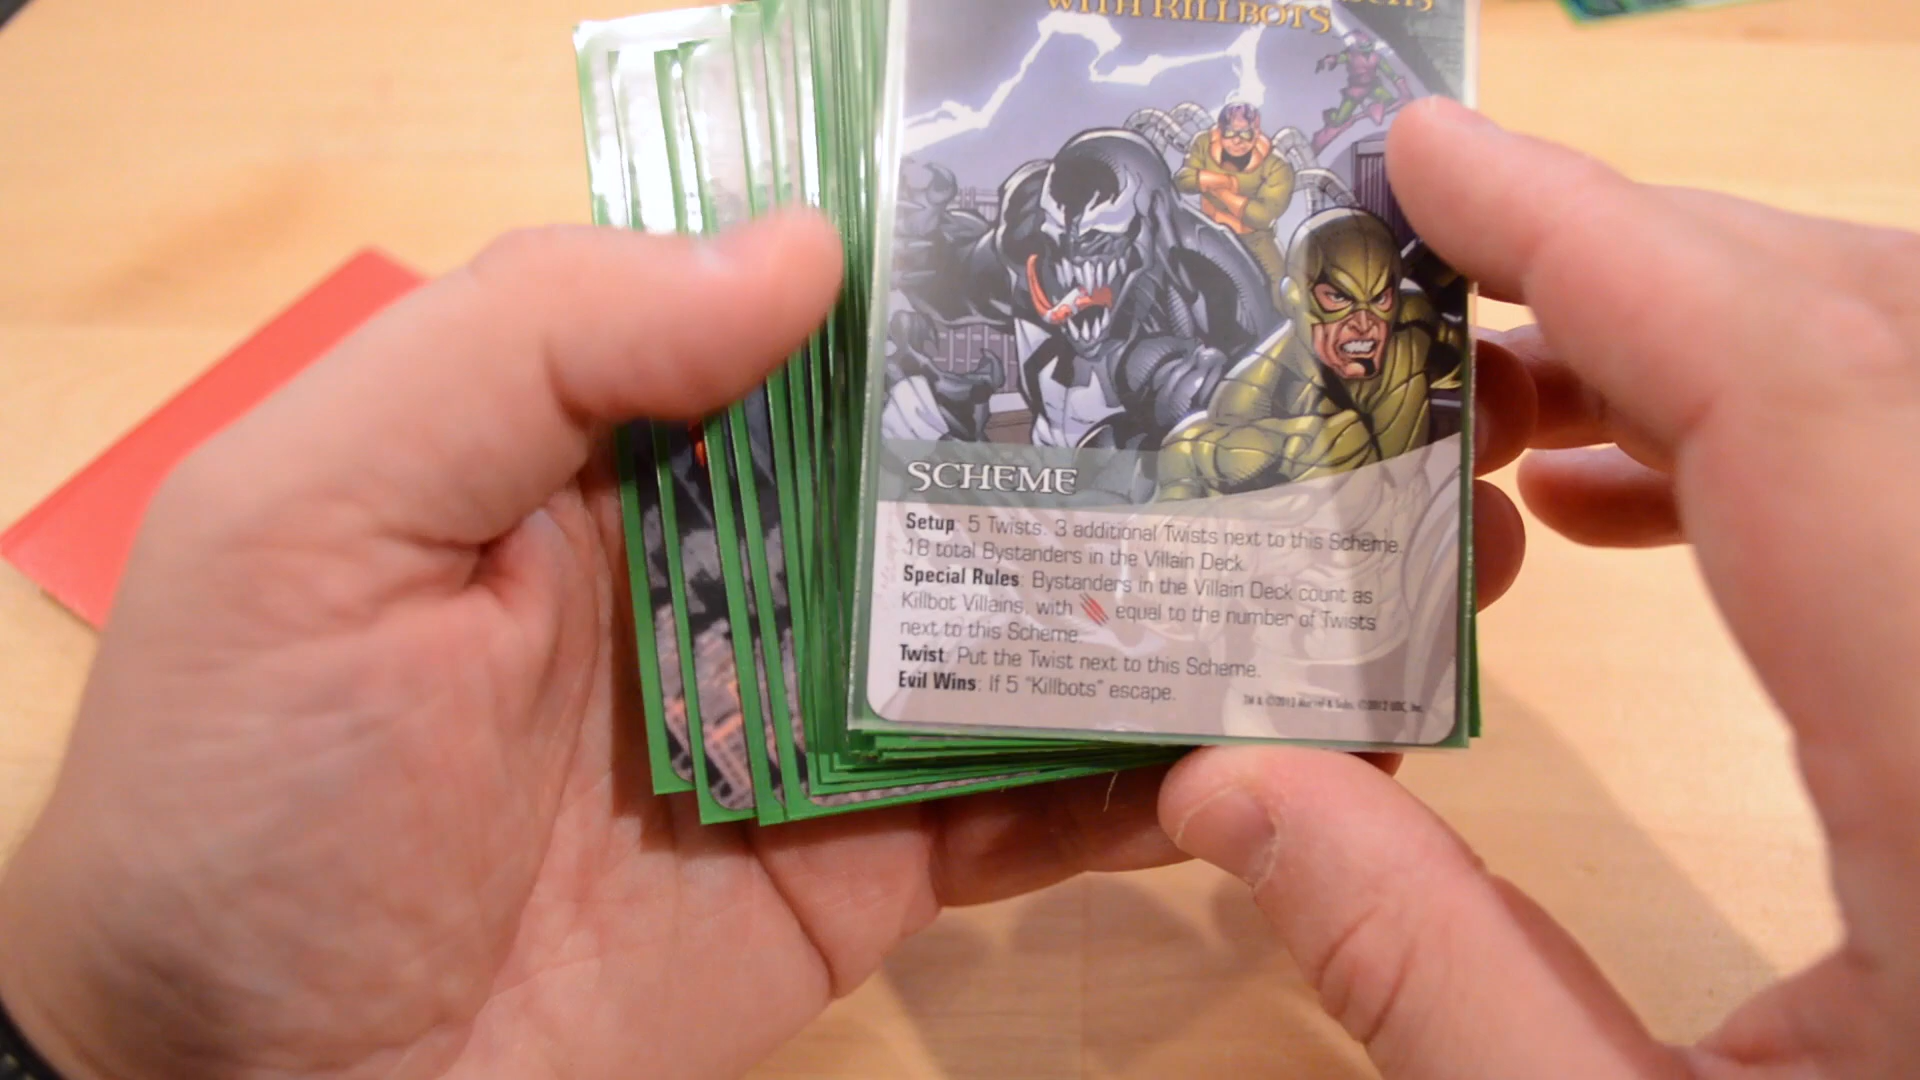 WITH KILLBOTS
SCHEME
Setup: 5 Twists. 3 additional Twists next to this Scheme.
18 total Bystanders in the Villain Deck.
Special Rules: Bystanders in the Villain Deck count as
Killbot Villains, with equal to the number of Twists
next to this Scheme.
Twist: Put the Twist next to this Scheme.
Evil Wins: If 5 "Killbots" escape.